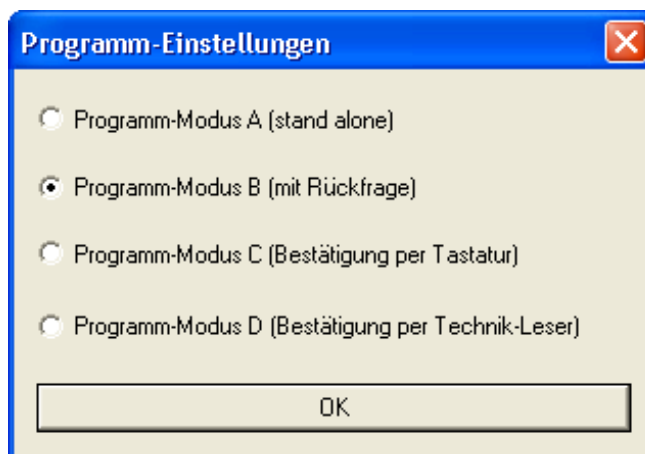 Programm-Einstellungen
Programm-Modus A (stand alone)
Programm-Modus B (mit Rückfrage)
Programm-Modus C (Bestätigung per Tastatur)
Programm-Modus D (Bestätigung per Technik-Leser)
OK